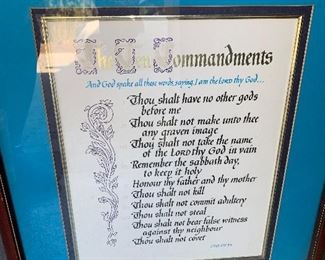 The Ten Commandments
And God spake all these words, saying, I am the LORD thy God...
Thou shalt have no other gods
before me
Thou shalt not make unto thee
any graven image
Thou shalt not take the name
of the LORD thy God in vain
Remember the sabbath day,
to keep it holy
Honour thy father and thy mother
Thou shalt not kill
Thou shalt not commit adultery
Thou shalt not steal
Thou shalt not bear false witness
against thy neighbour
Thou shalt not covet